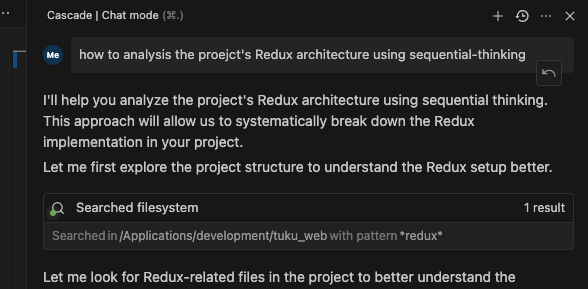 Cascade | Chat mode (⌘.)
Me how to analysis the proejct's Redux architecture using sequential-thinking
I'll help you analyze the project's Redux architecture using sequential thinking.
This approach will allow us to systematically break down the Redux
implementation in your project.
Let me first explore the project structure to understand the Redux setup better.
Searched filesystem 1 result
Searched in /Applications/development/tuku_web with pattern *redux*
Let me look for Redux-related files in the project to better understand the